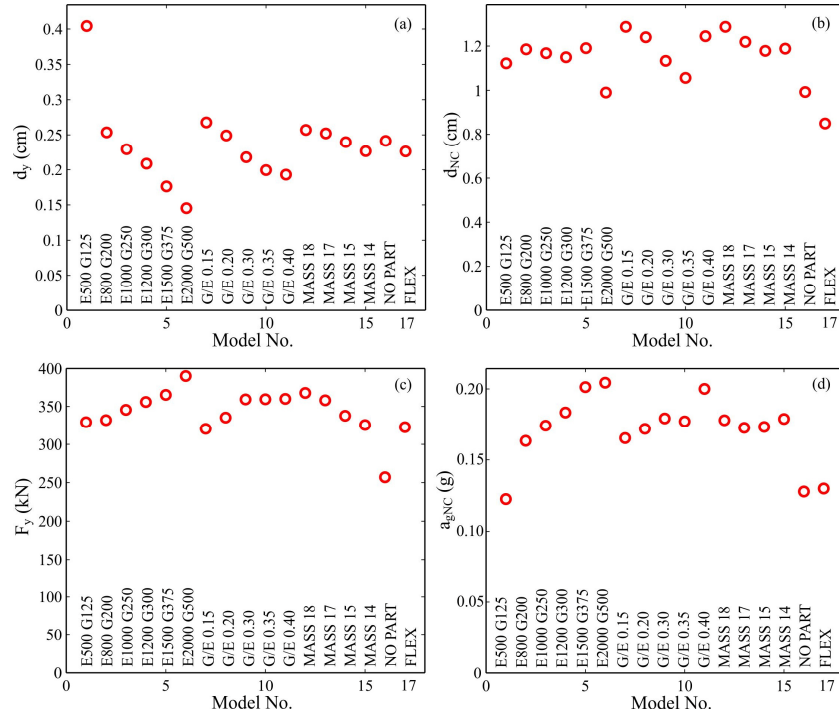 (a)
0.4
0.35
0.3
0.25
0.2
0.15
0.1
0.05
0
d_y (cm)
E500 G125
E800 G200
E1000 G250
E1200 G300
E1500 G375
E2000 G500
G/E 0.15
G/E 0.20
G/E 0.30
G/E 0.35
G/E 0.40
MASS 18
MASS 17
MASS 15
MASS 14
NO PART
FLEX
0 5 10 15 17
Model No.
(b)
1.2
1
0.8
0.6
0.4
0.2
0
d_NC (cm)
E500 G125
E800 G200
E1000 G250
E1200 G300
E1500 G375
E2000 G500
G/E 0.15
G/E 0.20
G/E 0.30
G/E 0.35
G/E 0.40
MASS 18
MASS 17
MASS 15
MASS 14
NO PART
FLEX
0 5 10 15 17
Model No.
(c)
400
350
300
250
200
150
100
50
0
F_y (kN)
E500 G125
E800 G200
E1000 G250
E1200 G300
E1500 G375
E2000 G500
G/E 0.15
G/E 0.20
G/E 0.30
G/E 0.35
G/E 0.40
MASS 18
MASS 17
MASS 15
MASS 14
NO PART
FLEX
0 5 10 15 17
Model No.
(d)
0.20
0.15
0.10
0.05
0
a_gNC (g)
E500 G125
E800 G200
E1000 G250
E1200 G300
E1500 G375
E2000 G500
G/E 0.15
G/E 0.20
G/E 0.30
G/E 0.35
G/E 0.40
MASS 18
MASS 17
MASS 15
MASS 14
NO PART
FLEX
0 5 10 15 17
Model No.